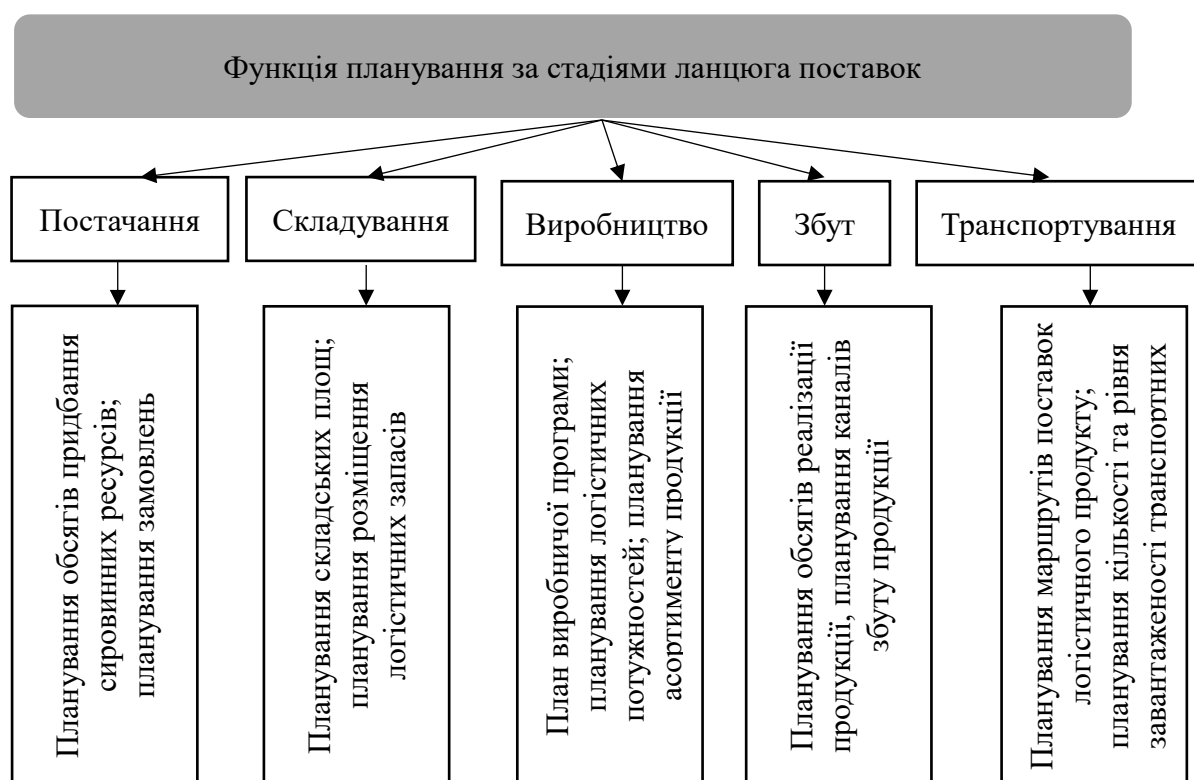 Функція планування за стадіями ланцюга поставок
Постачання
Складування
Виробництво
Збут
Транспортування
Планування обсягів придбання
сировинних ресурсів;
планування замовлень
Планування складських площ;
планування розміщення
логістичних запасів
План виробничої програми;
планування логістичних
потужностей; планування
асортименту продукції
Планування обсягів реалізації
продукції, планування каналів
збуту продукції
Планування маршрутів поставок
логістичного продукту;
планування кількості та рівня
завантаженості транспортних